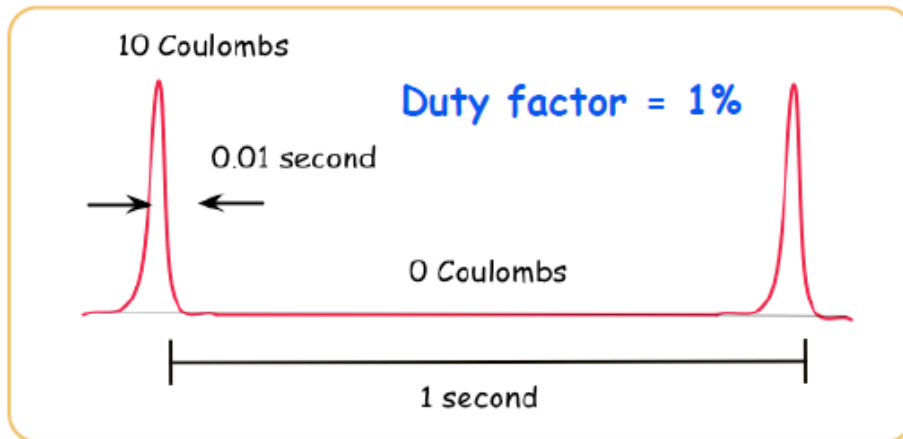 10 Coulombs
Duty factor = 1%
0.01 second
0 Coulombs
1 second